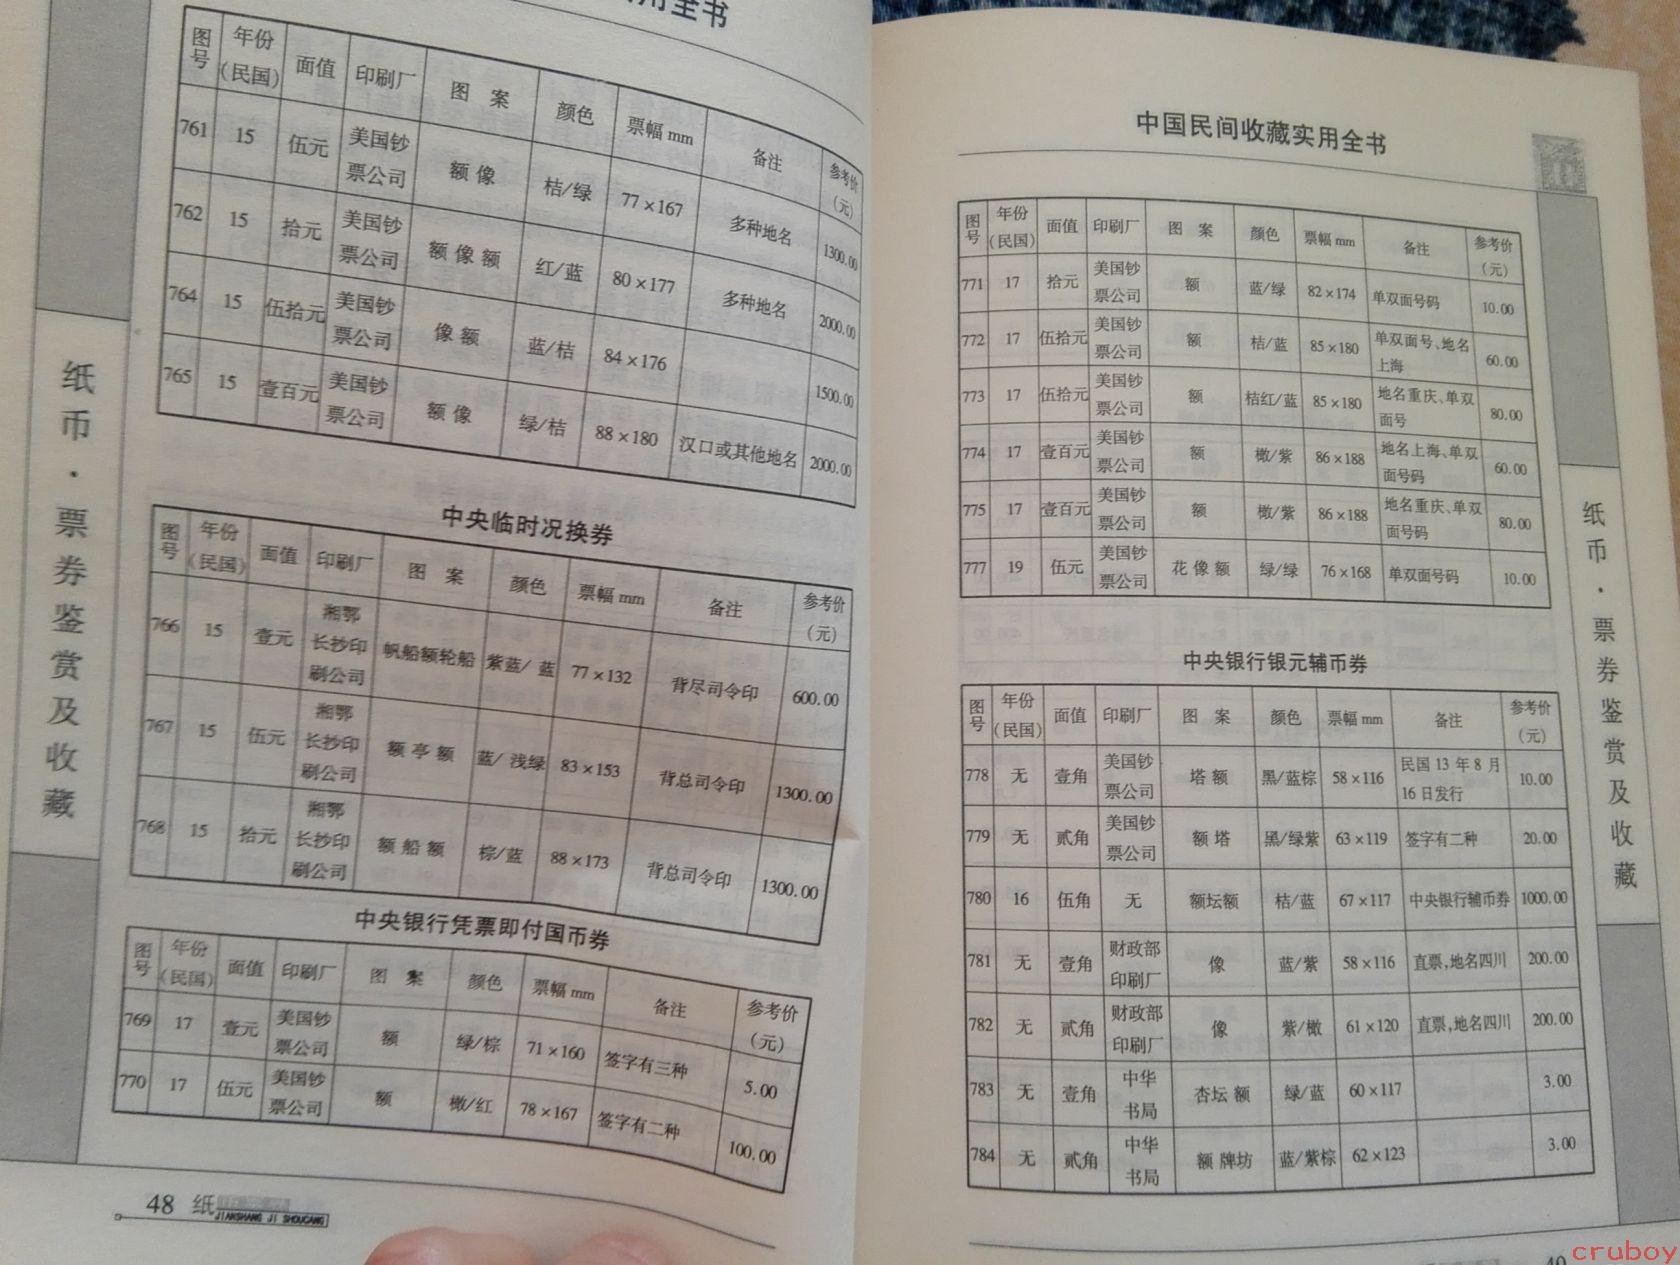 用全书
图号 年份(民国) 面值 印刷厂 图 案 颜色 票幅 mm 备注 参考价(元)
761 15 伍元 美国钞票公司 额 像 桔/绿 77×167 多种地名 1300.00
762 15 拾元 美国钞票公司 额 像 额 红/蓝 80×177 多种地名 2000.00
764 15 伍拾元 美国钞票公司 像 额 蓝/桔 84×176 1500.00
765 15 壹百元 美国钞票公司 额 像 绿/桔 88×180 汉口或其他地名 2000.00
中央临时况换券
图号 年份(民国) 面值 印刷厂 图 案 颜色 票幅 mm 备注 参考价(元)
766 15 壹元 湘鄂长抄印刷公司 帆船额轮船 紫蓝/ 蓝 77×132 背尽司令印 600.00
767 15 伍元 湘鄂长抄印刷公司 额 亭 额 蓝/ 浅绿 83×153 背总司令印 1300.00
768 15 拾元 湘鄂长抄印刷公司 额 船 额 棕/蓝 88×173 背总司令印 1300.00
中央银行凭票即付国币券
图号 年份(民国) 面值 印刷厂 图 案 颜色 票幅 mm 备注 参考价(元)
769 17 壹元 美国钞票公司 额 绿/棕 71×160 签字有三种 5.00
770 17 伍元 美国钞票公司 额 橄/红 78×167 签字有二种 100.00
纸币·票券鉴赏及收藏
48 纸
JIANSHANG JI SHOUCANG
中国民间收藏实用全书
图号 年份(民国) 面值 印刷厂 图 案 颜色 票幅 mm 备注 参考价(元)
771 17 拾元 美国钞票公司 额 蓝/绿 82×174 单双面号码 10.00
772 17 伍拾元 美国钞票公司 额 桔/蓝 85×180 单双面号、地名上海 60.00
773 17 伍拾元 美国钞票公司 额 桔红/蓝 85×180 地名重庆、单双面号 80.00
774 17 壹百元 美国钞票公司 额 橄/紫 86×188 地名上海、单双面号码 60.00
775 17 壹百元 美国钞票公司 额 橄/紫 86×188 地名重庆、单双面号码 80.00
777 19 伍元 美国钞票公司 花 像 额 绿/绿 76×168 单双面号码 10.00
中央银行银元辅币券
图号 年份(民国) 面值 印刷厂 图 案 颜色 票幅 mm 备注 参考价(元)
778 无 壹角 美国钞票公司 塔 额 黑/蓝棕 58×116 民国 13 年 8 月 16 日发行 10.00
779 无 贰角 美国钞票公司 额 塔 黑/绿紫 63×119 签字有二种 20.00
780 16 伍角 无 额坛额 桔/蓝 67×117 中央银行辅币券 1000.00
781 无 壹角 财政部印刷厂 像 蓝/紫 58×116 直票,地名四川 200.00
782 无 贰角 财政部印刷厂 像 紫/橄 61×120 直票,地名四川 200.00
783 无 壹角 中华书局 杏坛 额 绿/蓝 60×117 3.00
784 无 贰角 中华书局 额 牌坊 蓝/紫棕 62×123 3.00
纸币·票券鉴赏及收藏
49
cruboy